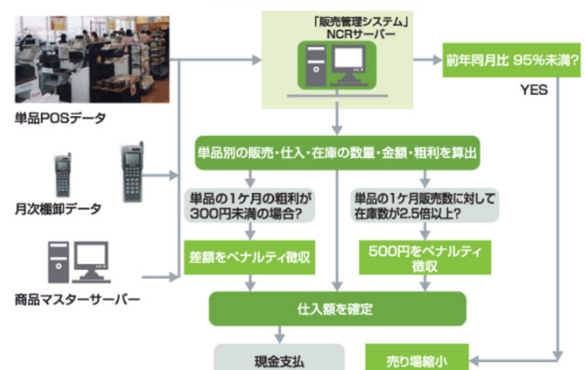 「販売管理システム」
NCRサーバー
前年同月比 95%未満?
YES
単品POSデータ
単品別の販売・仕入・在庫の数量・金額・粗利を算出
月次棚卸データ
単品の1ケ月の粗利が
300円未満の場合?
単品の1ケ月販売数に対して
在庫数が2.5倍以上?
差額をペナルティ徴収
500円をペナルティ
徴収
商品マスターサーバー
仕入額を確定
現金支払
売り場縮小